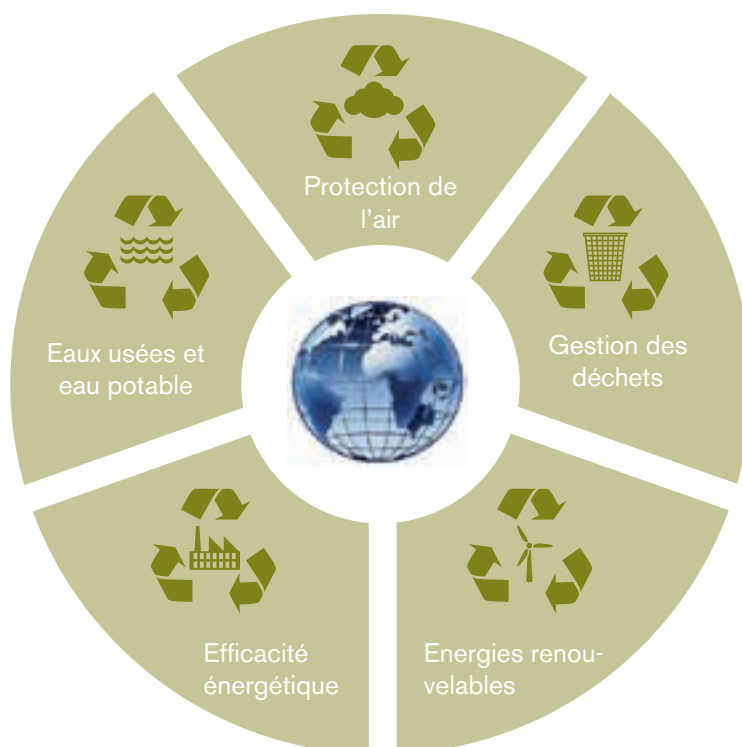 Protection de
l'air
Gestion des
déchets
Energies renou-
velables
Efficacité
énergétique
Eaux usées et
eau potable